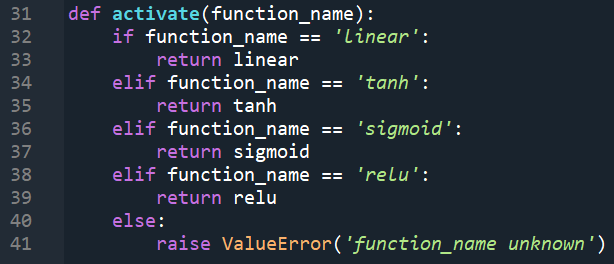 31 def activate(function_name):
32     if function_name == 'linear':
33         return linear
34     elif function_name == 'tanh':
35         return tanh
36     elif function_name == 'sigmoid':
37         return sigmoid
38     elif function_name == 'relu':
39         return relu
40     else:
41         raise ValueError('function_name unknown')